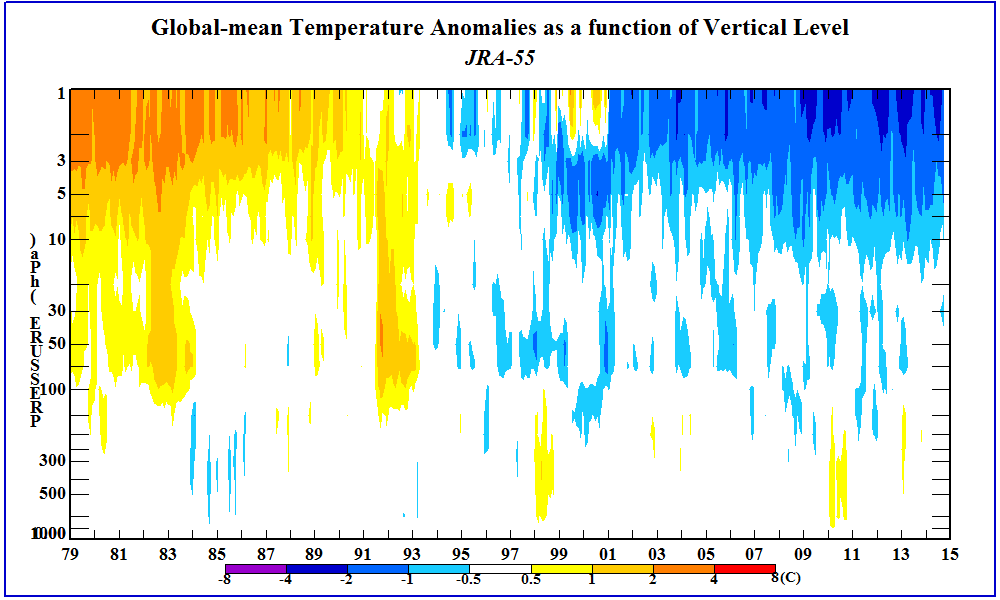 Global-mean Temperature Anomalies as a function of Vertical Level
JRA-55
1
3
5
10
30
50
100
300
500
1000
PRESSURE (hPa)
79 81 83 85 87 89 91 93 95 97 99 01 03 05 07 09 11 13 15
-8 -4 -2 -1 -0.5 0.5 1 2 4 8 (C)